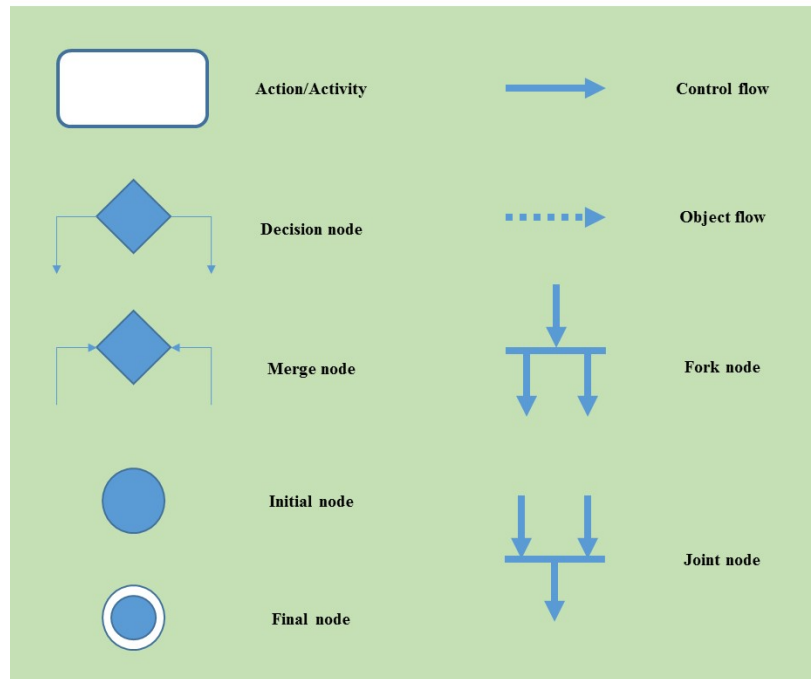 Action/Activity
Decision node
Merge node
Initial node
Final node
Control flow
Object flow
Fork node
Joint node